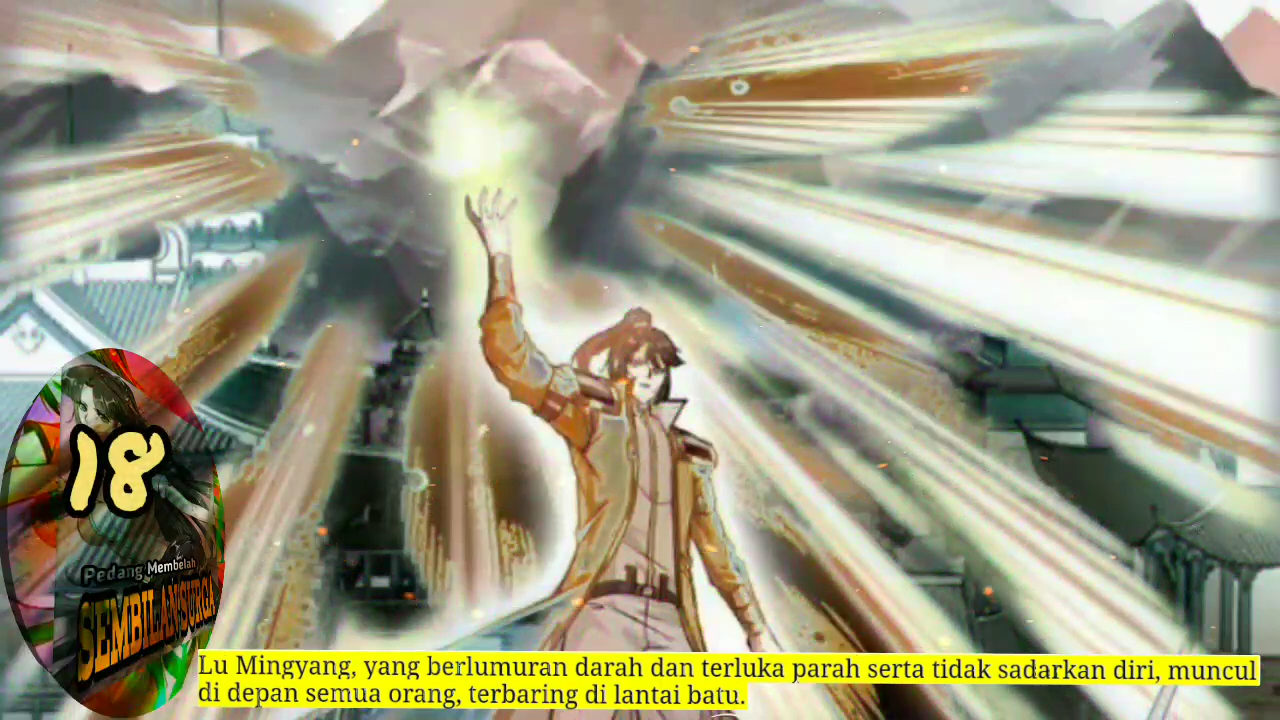 18
Pedang Membelah
SEMBILAN SURGA
Lu Mingyang, yang berlumuran darah dan terluka parah serta tidak sadarkan diri, muncul
di depan semua orang, terbaring di lantai batu.